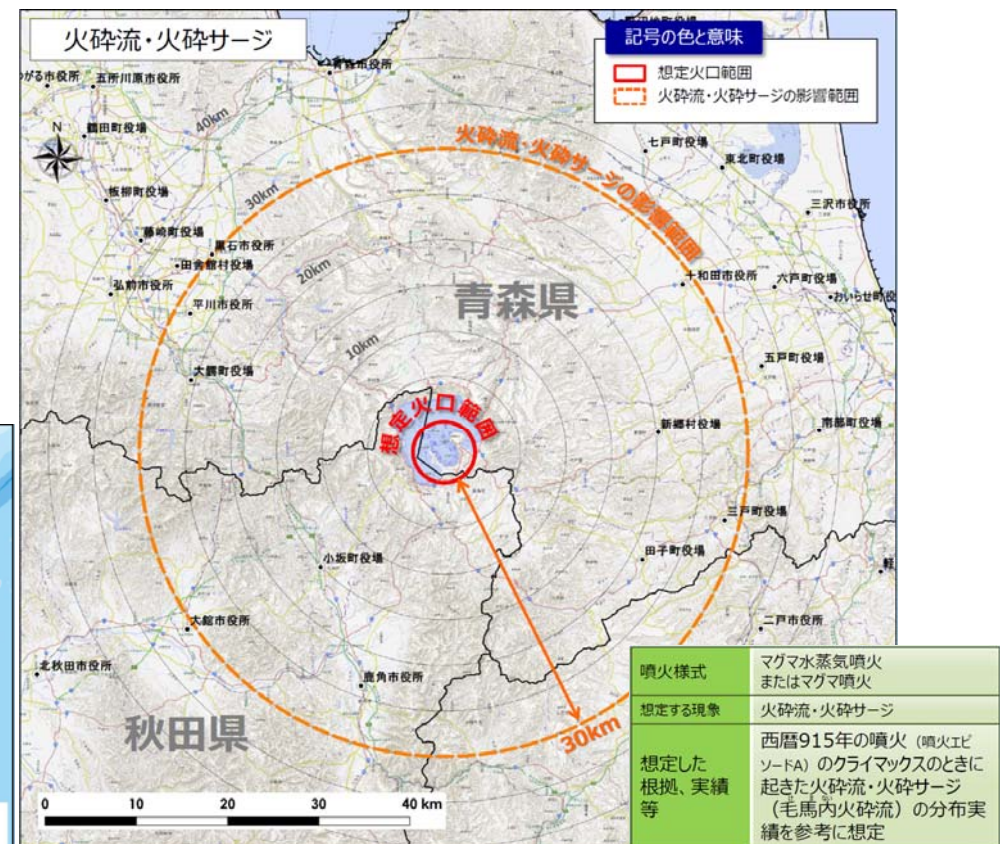 火砕流・火砕サージ
記号の色と意味
想定火口範囲
火砕流・火砕サージの影響範囲
青森市役所
五所川原市役所
鶴田町役場
N
40km
板柳町役場
30km
藤崎町役場
黒石市役所
田舎館村役場
20km
弘前市役所
平川市役所
10km
大鰐町役場
火砕流・火砕サージの影響範囲
七戸町役場
東北町役場
三沢市役所
十和田市役所
六戸町役場
青森県
五戸町役場
想定火口範囲
新郷村役場
南部町役場
三戸町役場
小坂町役場
田子町役場
大館市役所
二戸市役所
北秋田市役所
鹿角市役所
秋田県
30km
0 10 20 30 40 km
噴火様式
マグマ水蒸気噴火
またはマグマ噴火
想定する現象
火砕流・火砕サージ
想定した
根拠、実績
等
西暦915年の噴火（噴火エピ
ソードA）のクライマックスのときに
起きた火砕流・火砕サージ
（毛馬内火砕流）の分布実
績を参考に想定